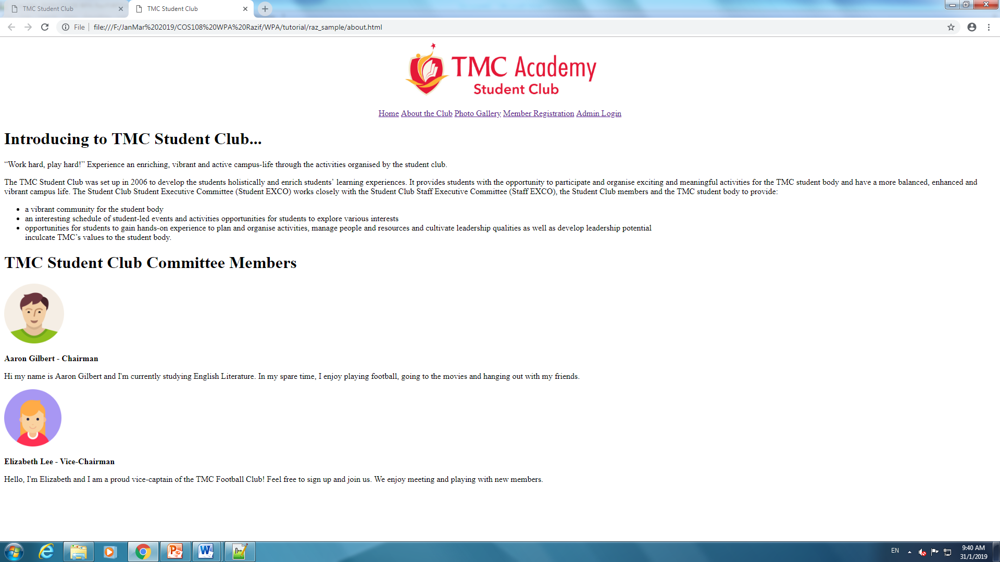 TMC Student Club
TMC Student Club
File
file:///F:/JanMar%202019/COS108%20WPA%20Razif/WPA/tutorial/raz_sample/about.html
TMC Academy
Student Club
Home About the Club Photo Gallery Member Registration Admin Login
Introducing to TMC Student Club...
“Work hard, play hard!” Experience an enriching, vibrant and active campus-life through the activities organised by the student club.
The TMC Student Club was set up in 2006 to develop the students holistically and enrich students’ learning experiences. It provides students with the opportunity to participate and organise exciting and meaningful activities for the TMC student body and have a more balanced, enhanced and
vibrant campus life. The Student Club Student Executive Committee (Student EXCO) works closely with the Student Club Staff Executive Committee (Staff EXCO), the Student Club members and the TMC student body to provide:
• a vibrant community for the student body
• an interesting schedule of student-led events and activities opportunities for students to explore various interests
• opportunities for students to gain hands-on experience to plan and organise activities, manage people and resources and cultivate leadership qualities as well as develop leadership potential
inculcate TMC’s values to the student body.
TMC Student Club Committee Members
Aaron Gilbert - Chairman
Hi my name is Aaron Gilbert and I'm currently studying English Literature. In my spare time, I enjoy playing football, going to the movies and hanging out with my friends.
Elizabeth Lee - Vice-Chairman
Hello, I'm Elizabeth and I am a proud vice-captain of the TMC Football Club! Feel free to sign up and join us. We enjoy meeting and playing with new members.
EN
9:40 AM
31/1/2019